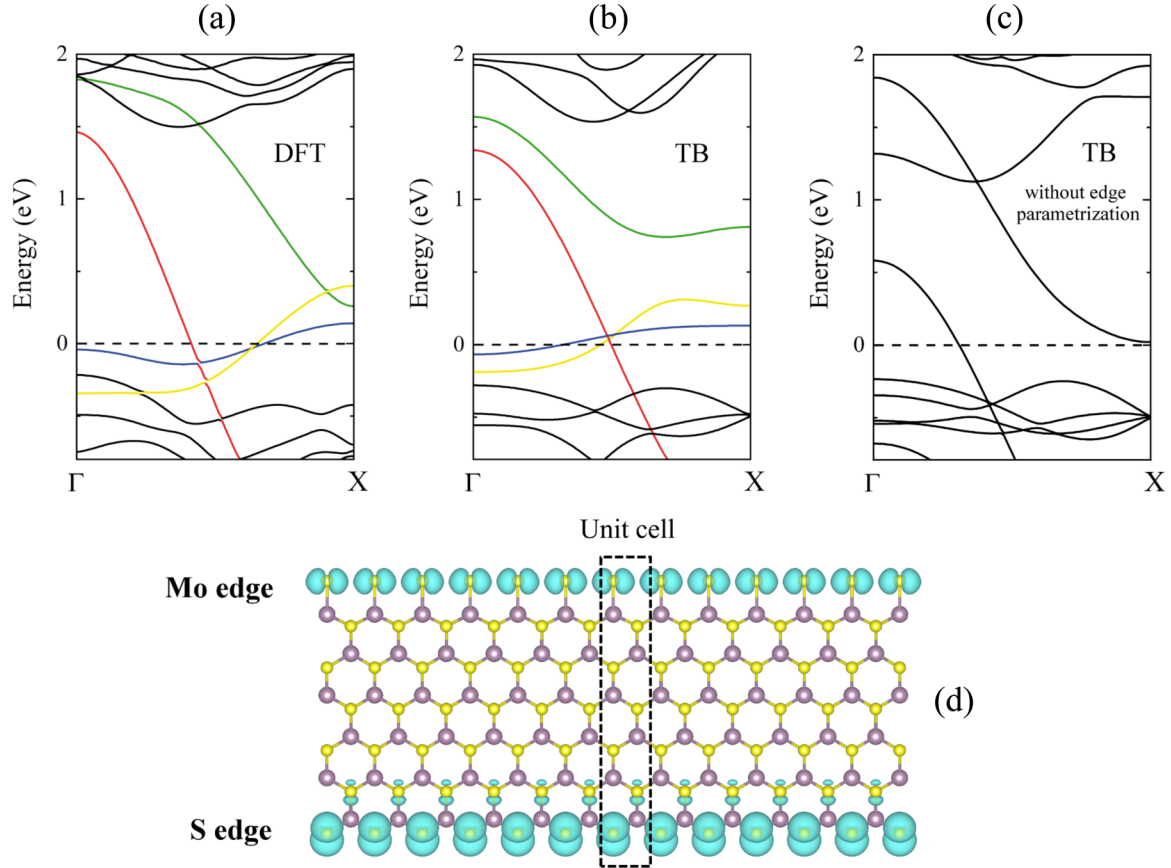 (a)
(b)
(c)
2
1
0
Energy (eV)
DFT
Γ
X
2
1
0
Energy (eV)
TB
Γ
X
2
1
0
Energy (eV)
TB
without edge
parametrization
Γ
X
Unit cell
Mo edge
(d)
S edge